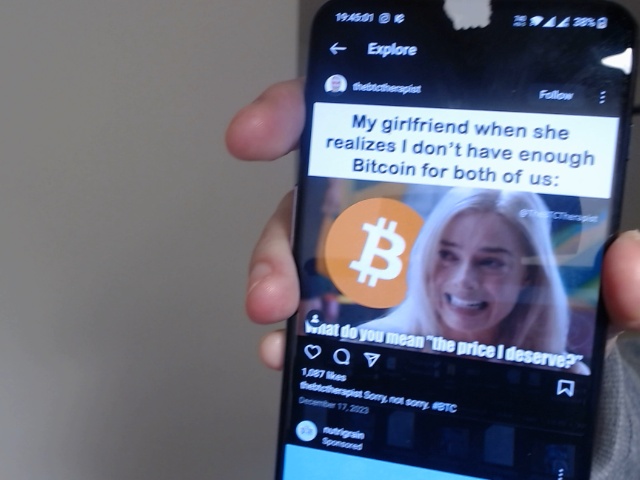 19:45:01
38%
Explore
thebtctherapist
Follow
My girlfriend when she
realizes I don't have enough
Bitcoin for both of us:
@TheBTCTherapist
What do you mean "the price I deserve?"
1,087 likes
thebtctherapist Sorry, not sorry. #BTC
December 17, 2023
nutrigrain
Sponsored